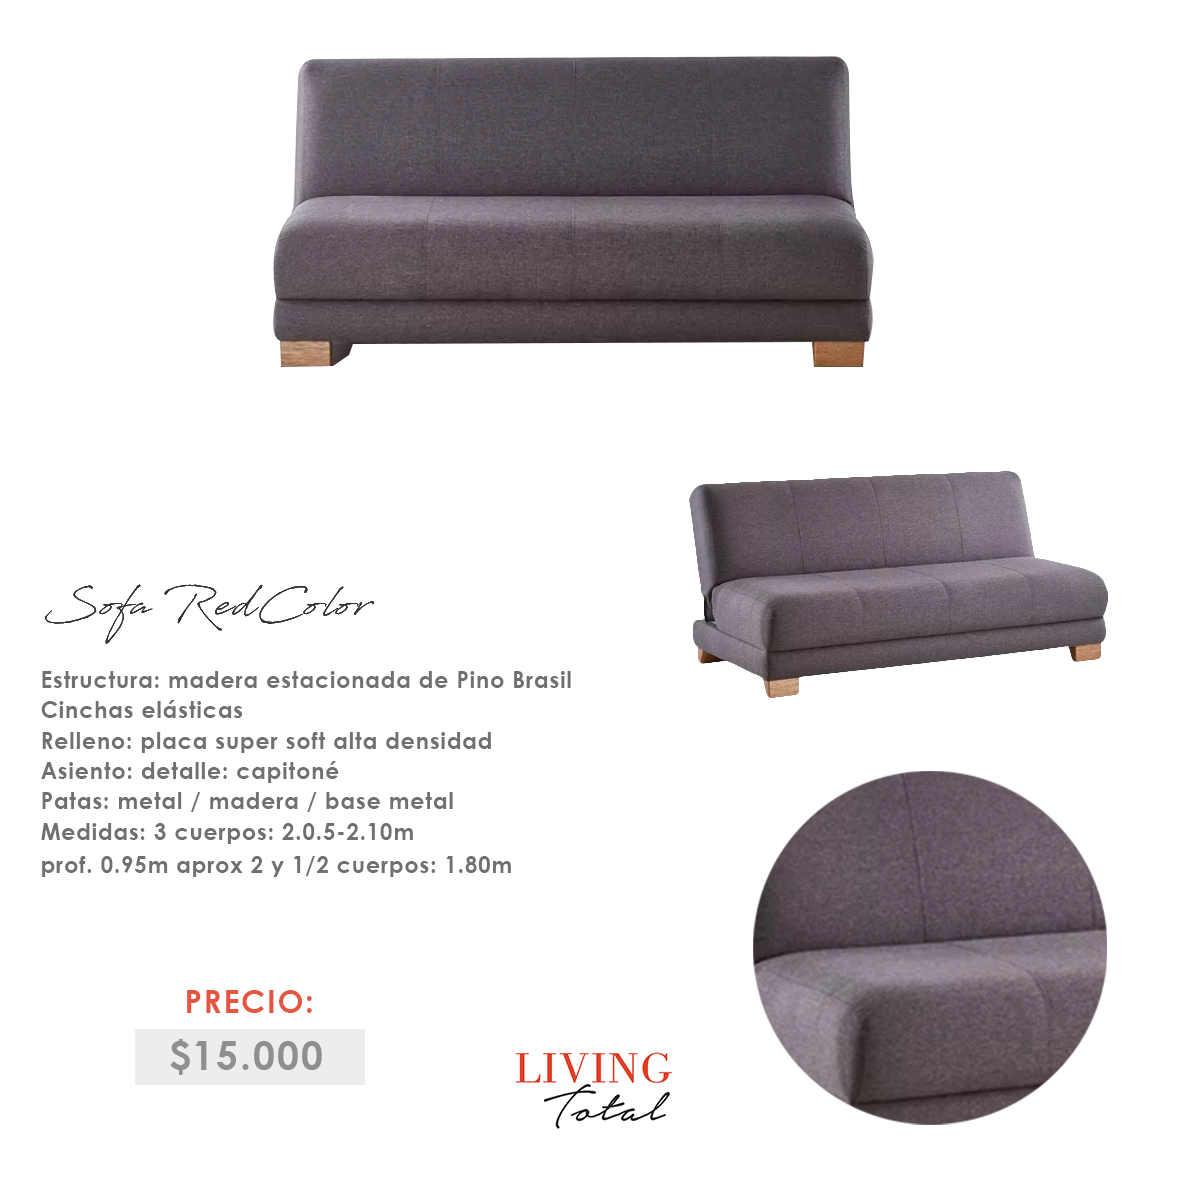 Sofa RedColor
Estructura: madera estacionada de Pino Brasil
Cinchas elásticas
Relleno: placa super soft alta densidad
Asiento: detalle: capitoné
Patas: metal / madera / base metal
Medidas: 3 cuerpos: 2.0.5-2.10m
prof. 0.95m aprox 2 y 1/2 cuerpos: 1.80m
PRECIO:
$15.000
LIVING
Total